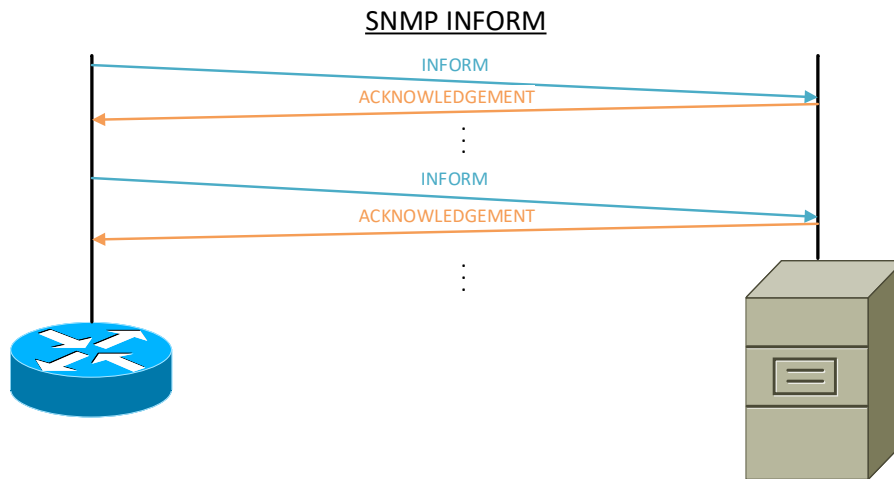 SNMP INFORM
INFORM
ACKNOWLEDGEMENT
INFORM
ACKNOWLEDGEMENT